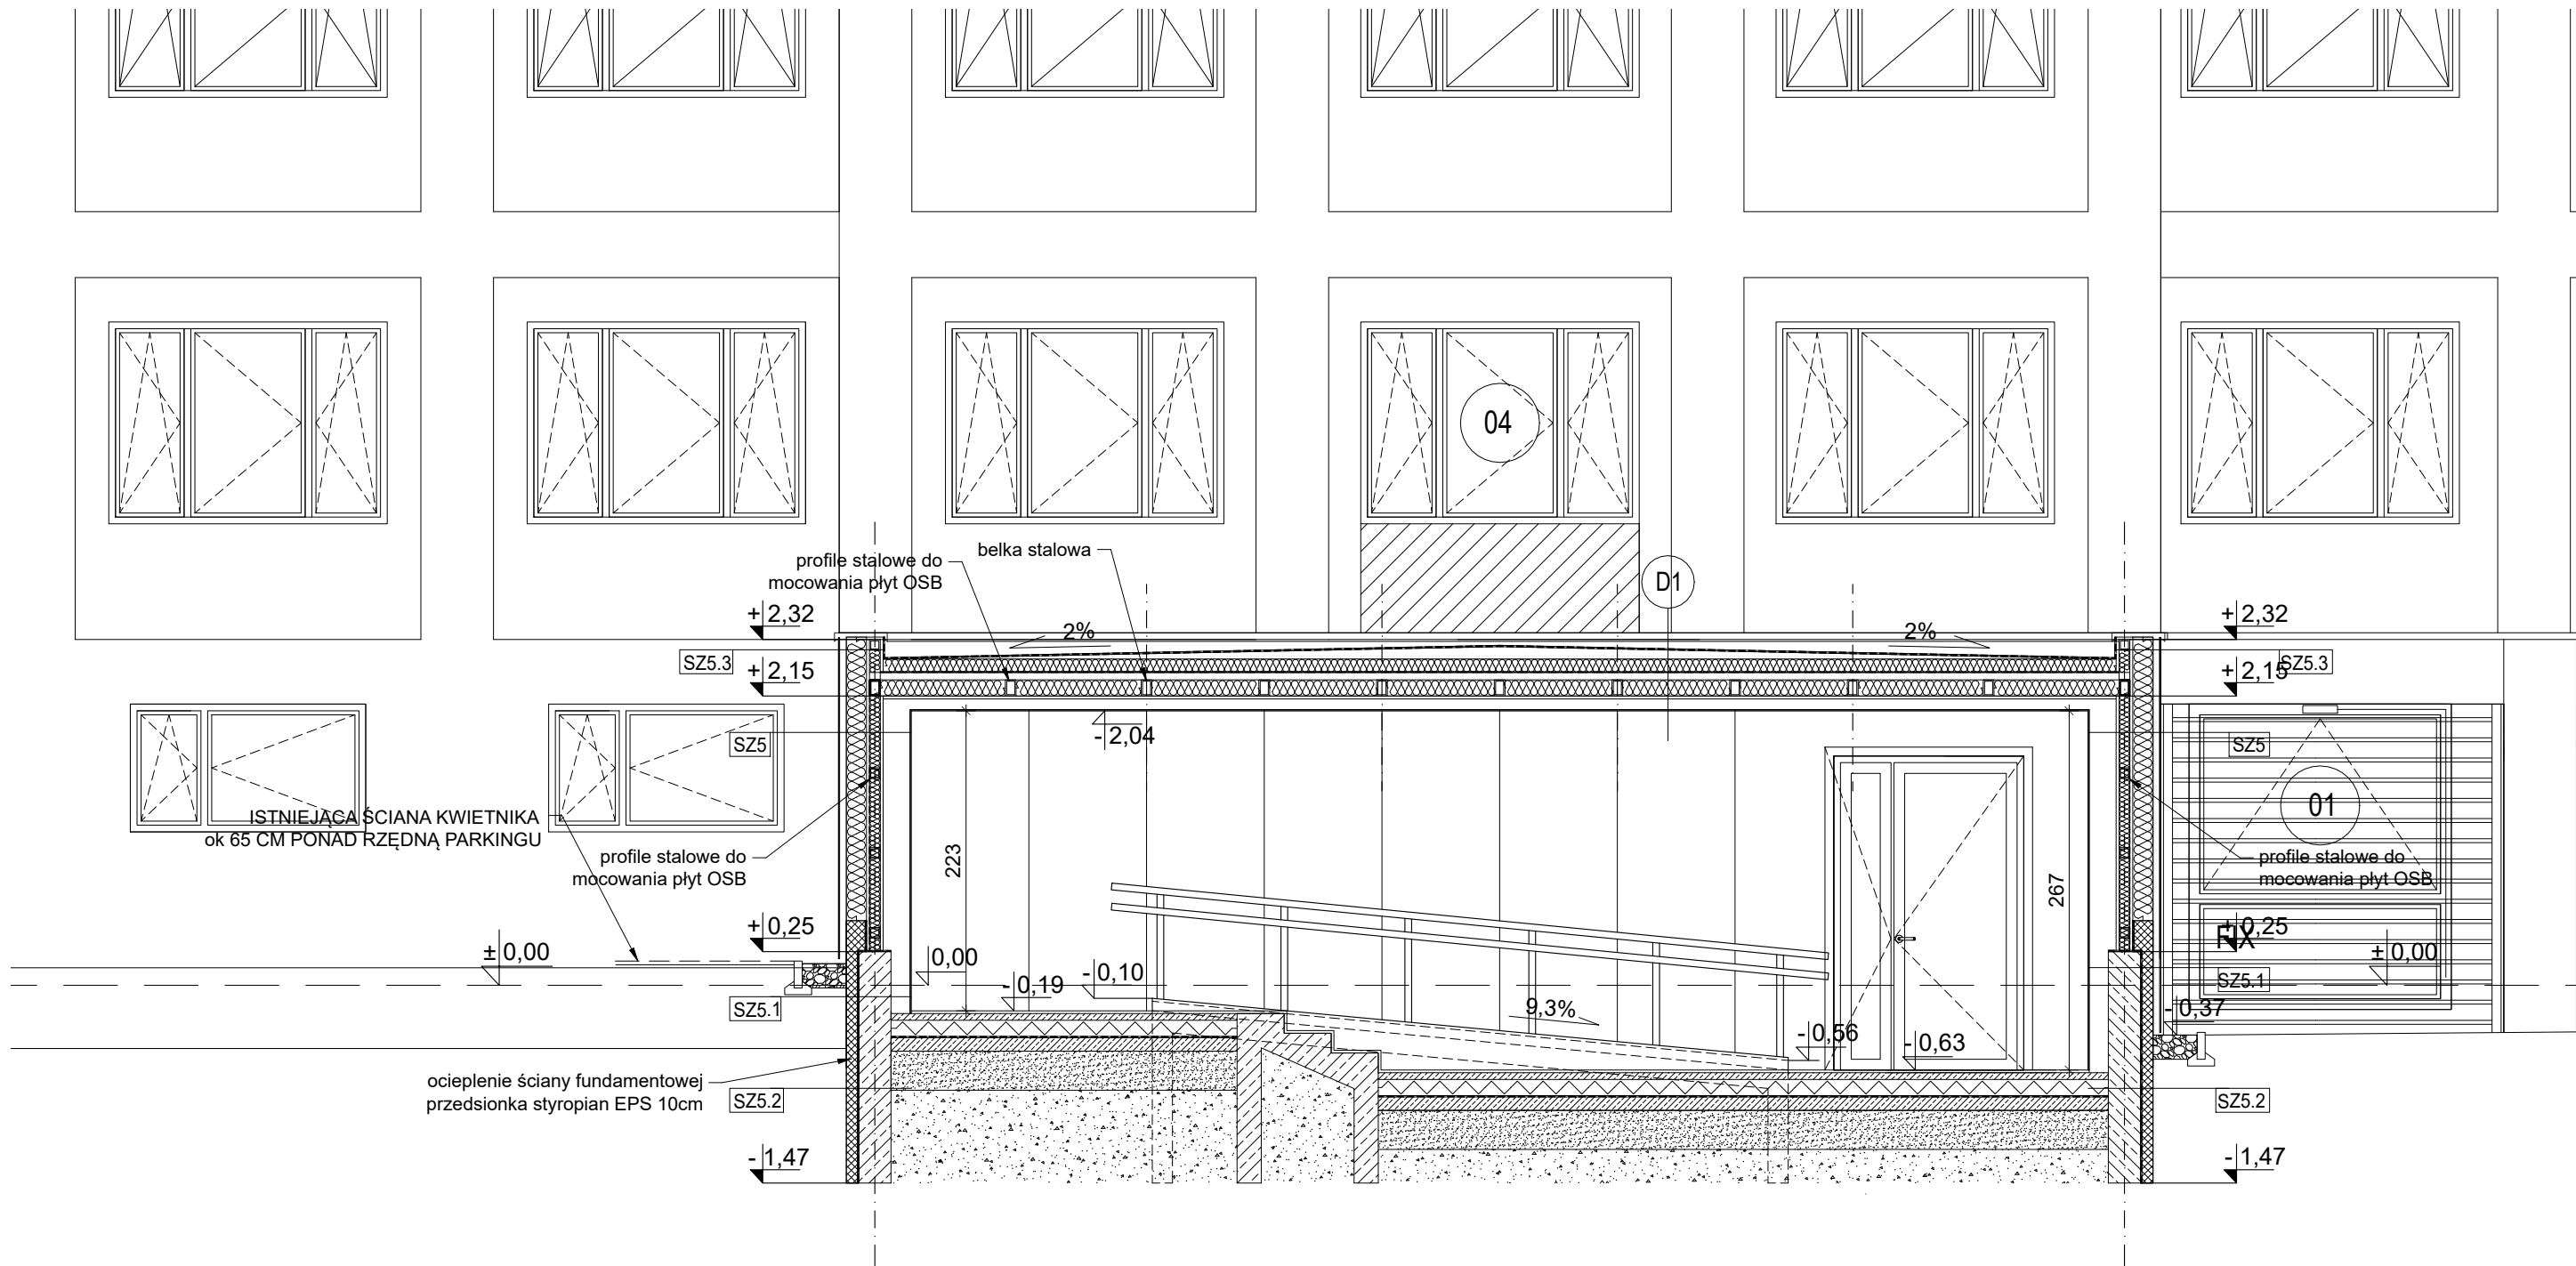 04
belka stalowa
profile stalowe do
mocowania płyt OSB
D1
+ 2,32
+ 2,32
2%
2%
SZ5.3
SZ5.3
+ 2,15
+ 2,15
SZ5
- 2,04
SZ5
01
ISTNIEJĄCA ŚCIANA KWIETNIKA
ok 65 CM PONAD RZĘDNĄ PARKINGU
profile stalowe do
mocowania płyt OSB
223
267
profile stalowe do
mocowania płyt OSB
+ 0,25
+ 0,25
FIX
± 0,00
0,00
± 0,00
- 0,19
- 0,10
SZ5.1
SZ5.1
9,3%
- 0,56
- 0,63
- 0,37
ocieplenie ściany fundamentowej
przedsionka styropian EPS 10cm
SZ5.2
SZ5.2
- 1,47
- 1,47